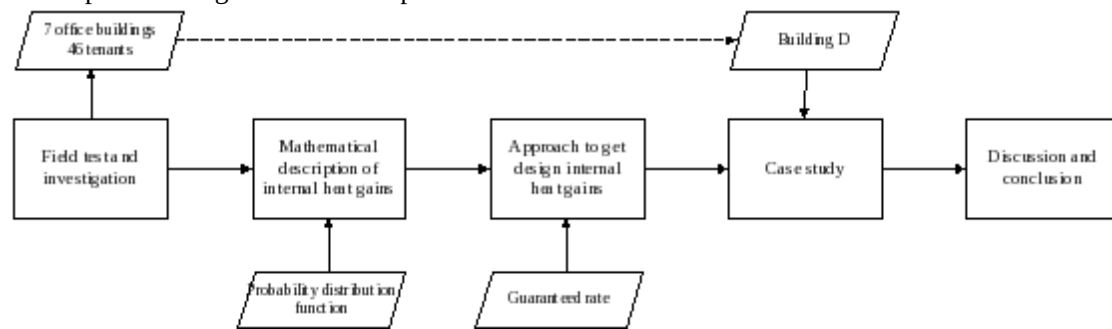 7 office buildings
46 tenants
Building D
Field test and
investigation
Mathematical
description of
internal heat gains
Approach to get
design internal
heat gains
Case study
Discussion and
conclusion
Probability distribution
function
Guaranteed rate